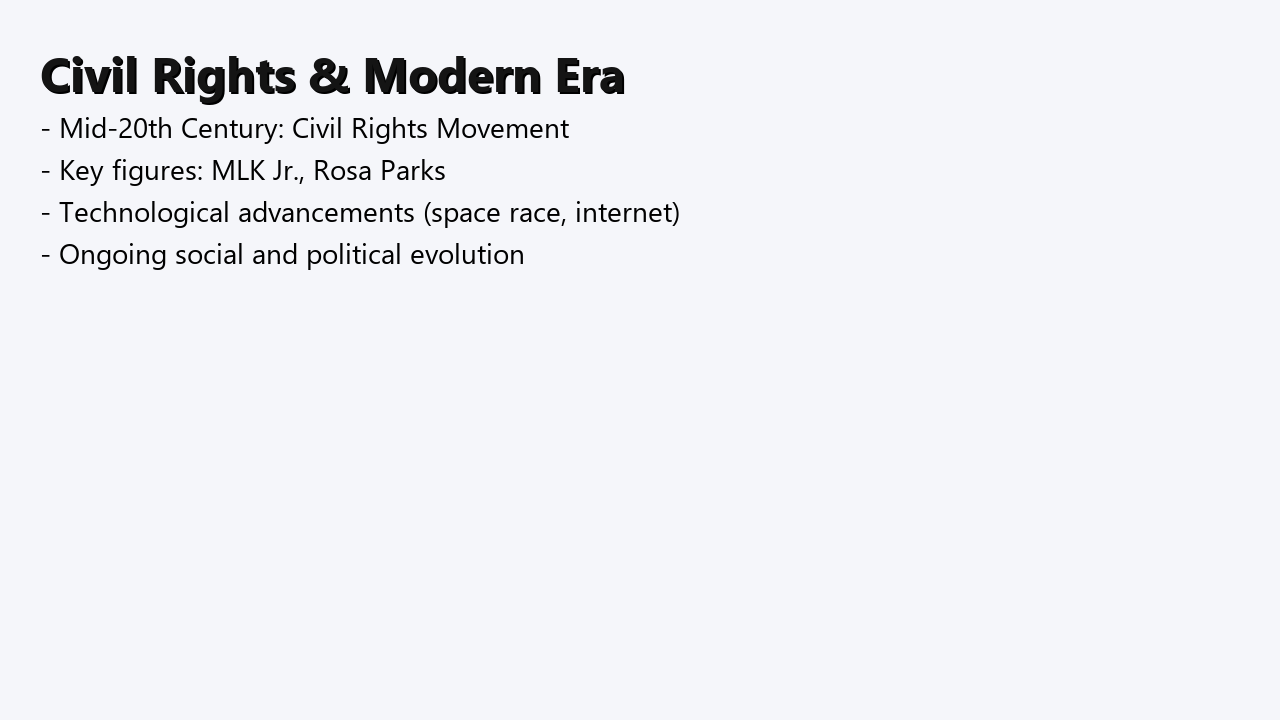 Civil Rights & Modern Era
- Mid-20th Century: Civil Rights Movement
- Key figures: MLK Jr., Rosa Parks
- Technological advancements (space race, internet)
- Ongoing social and political evolution